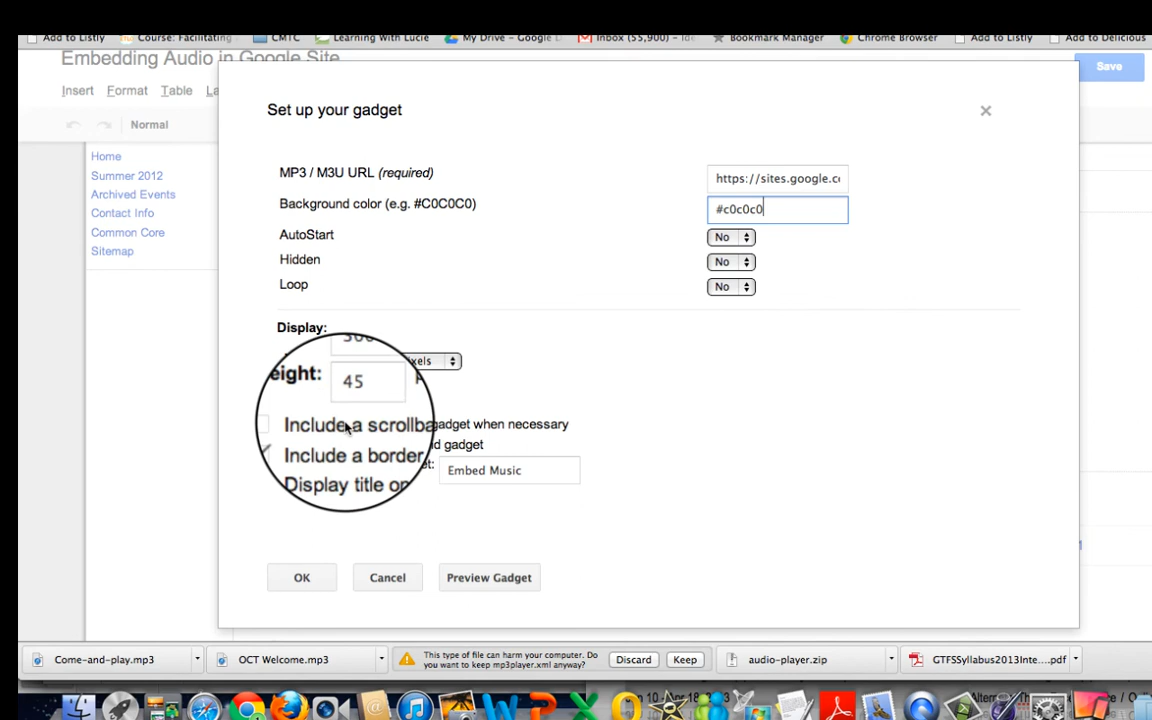 Add to Listly Course: Facilitating CMTC Learning With Lucie My Drive - Google D Inbox (55,900) - Bookmark Manager Chrome Browser Add to Listly Add to Delicious
Embedding Audio in Google Site
Save
Insert Format Table La
Normal
Home
Summer 2012
Archived Events
Contact Info
Common Core
Sitemap
Set up your gadget
MP3 / M3U URL (required) https://sites.google.c
Background color (e.g. #C0C0C0) #c0c0c0
AutoStart No
Hidden No
Loop No
Display:
300
xels
eight: 45
Include a scrollba gadget when necessary
Include a border d gadget
Display title or et: Embed Music
OK Cancel Preview Gadget
Come-and-play.mp3 OCT Welcome.mp3 This type of file can harm your computer. Do you want to keep mp3player.xml anyway? Discard Keep audio-player.zip GTFSSyllabus2013Inte....pdf